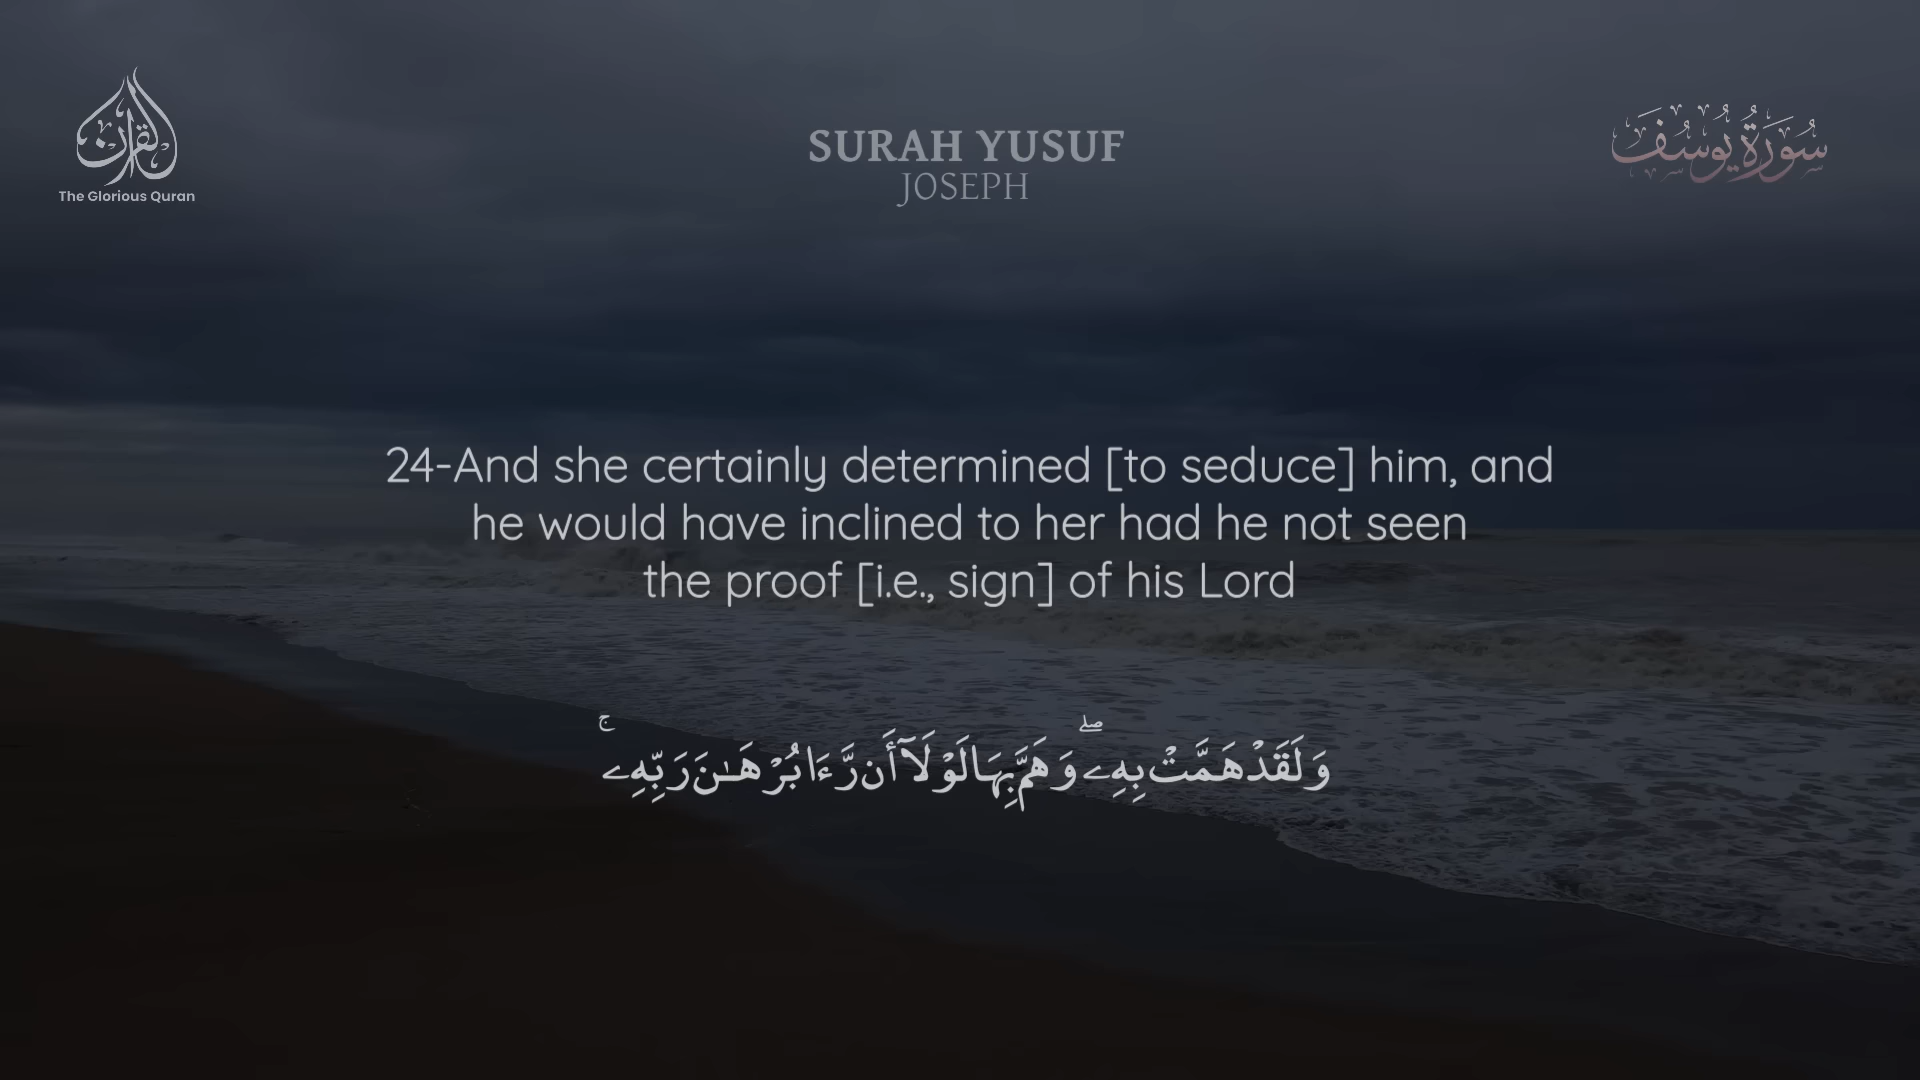 القرآن
The Glorious Quran
SURAH YUSUF
JOSEPH
سُورَةُ يُوسُفَ
24-And she certainly determined [to seduce] him, and
he would have inclined to her had he not seen
the proof [i.e., sign] of his Lord
وَلَقَدْ هَمَّتْ بِهِۦ ۖ وَهَمَّ بِهَا لَوْلَآ أَن رَّءَا بُرْهَـٰنَ رَبِّهِۦ ۚ